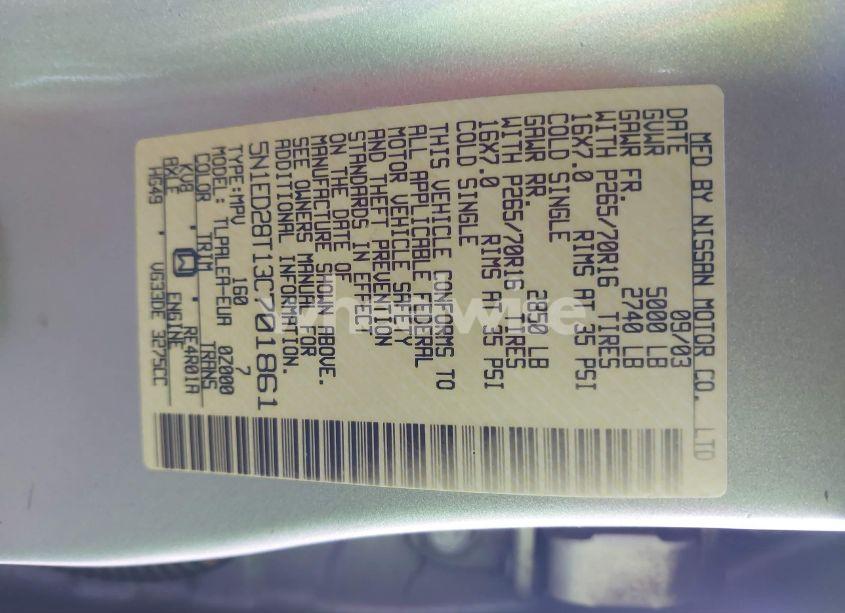 MFD BY NISSAN MOTOR CO., LTD
DATE 09/03
GVWR 5000 LB
GAWR FR. 2740 LB
WITH P265/70R16 TIRES
16X7.0 RIMS AT 35 PSI
COLD SINGLE
GAWR RR. 2950 LB
WITH P265/70R16 TIRES
16X7.0 RIMS AT 35 PSI
COLD SINGLE
THIS VEHICLE CONFORMS TO
ALL APPLICABLE FEDERAL
MOTOR VEHICLE SAFETY
AND THEFT PREVENTION
STANDARDS IN EFFECT
ON THE DATE OF
MANUFACTURE SHOWN ABOVE.
SEE OWNERS MANUAL FOR
ADDITIONAL INFORMATION.
5N1ED28T13C701861
TYPE:MPV 160 7
MODEL: TLPALEA-EUA 0Z000
COLOR TRIM TRANS
KV8 W RE4R01A
AXLE ENGINE
HG49 VG33DE 3275CC